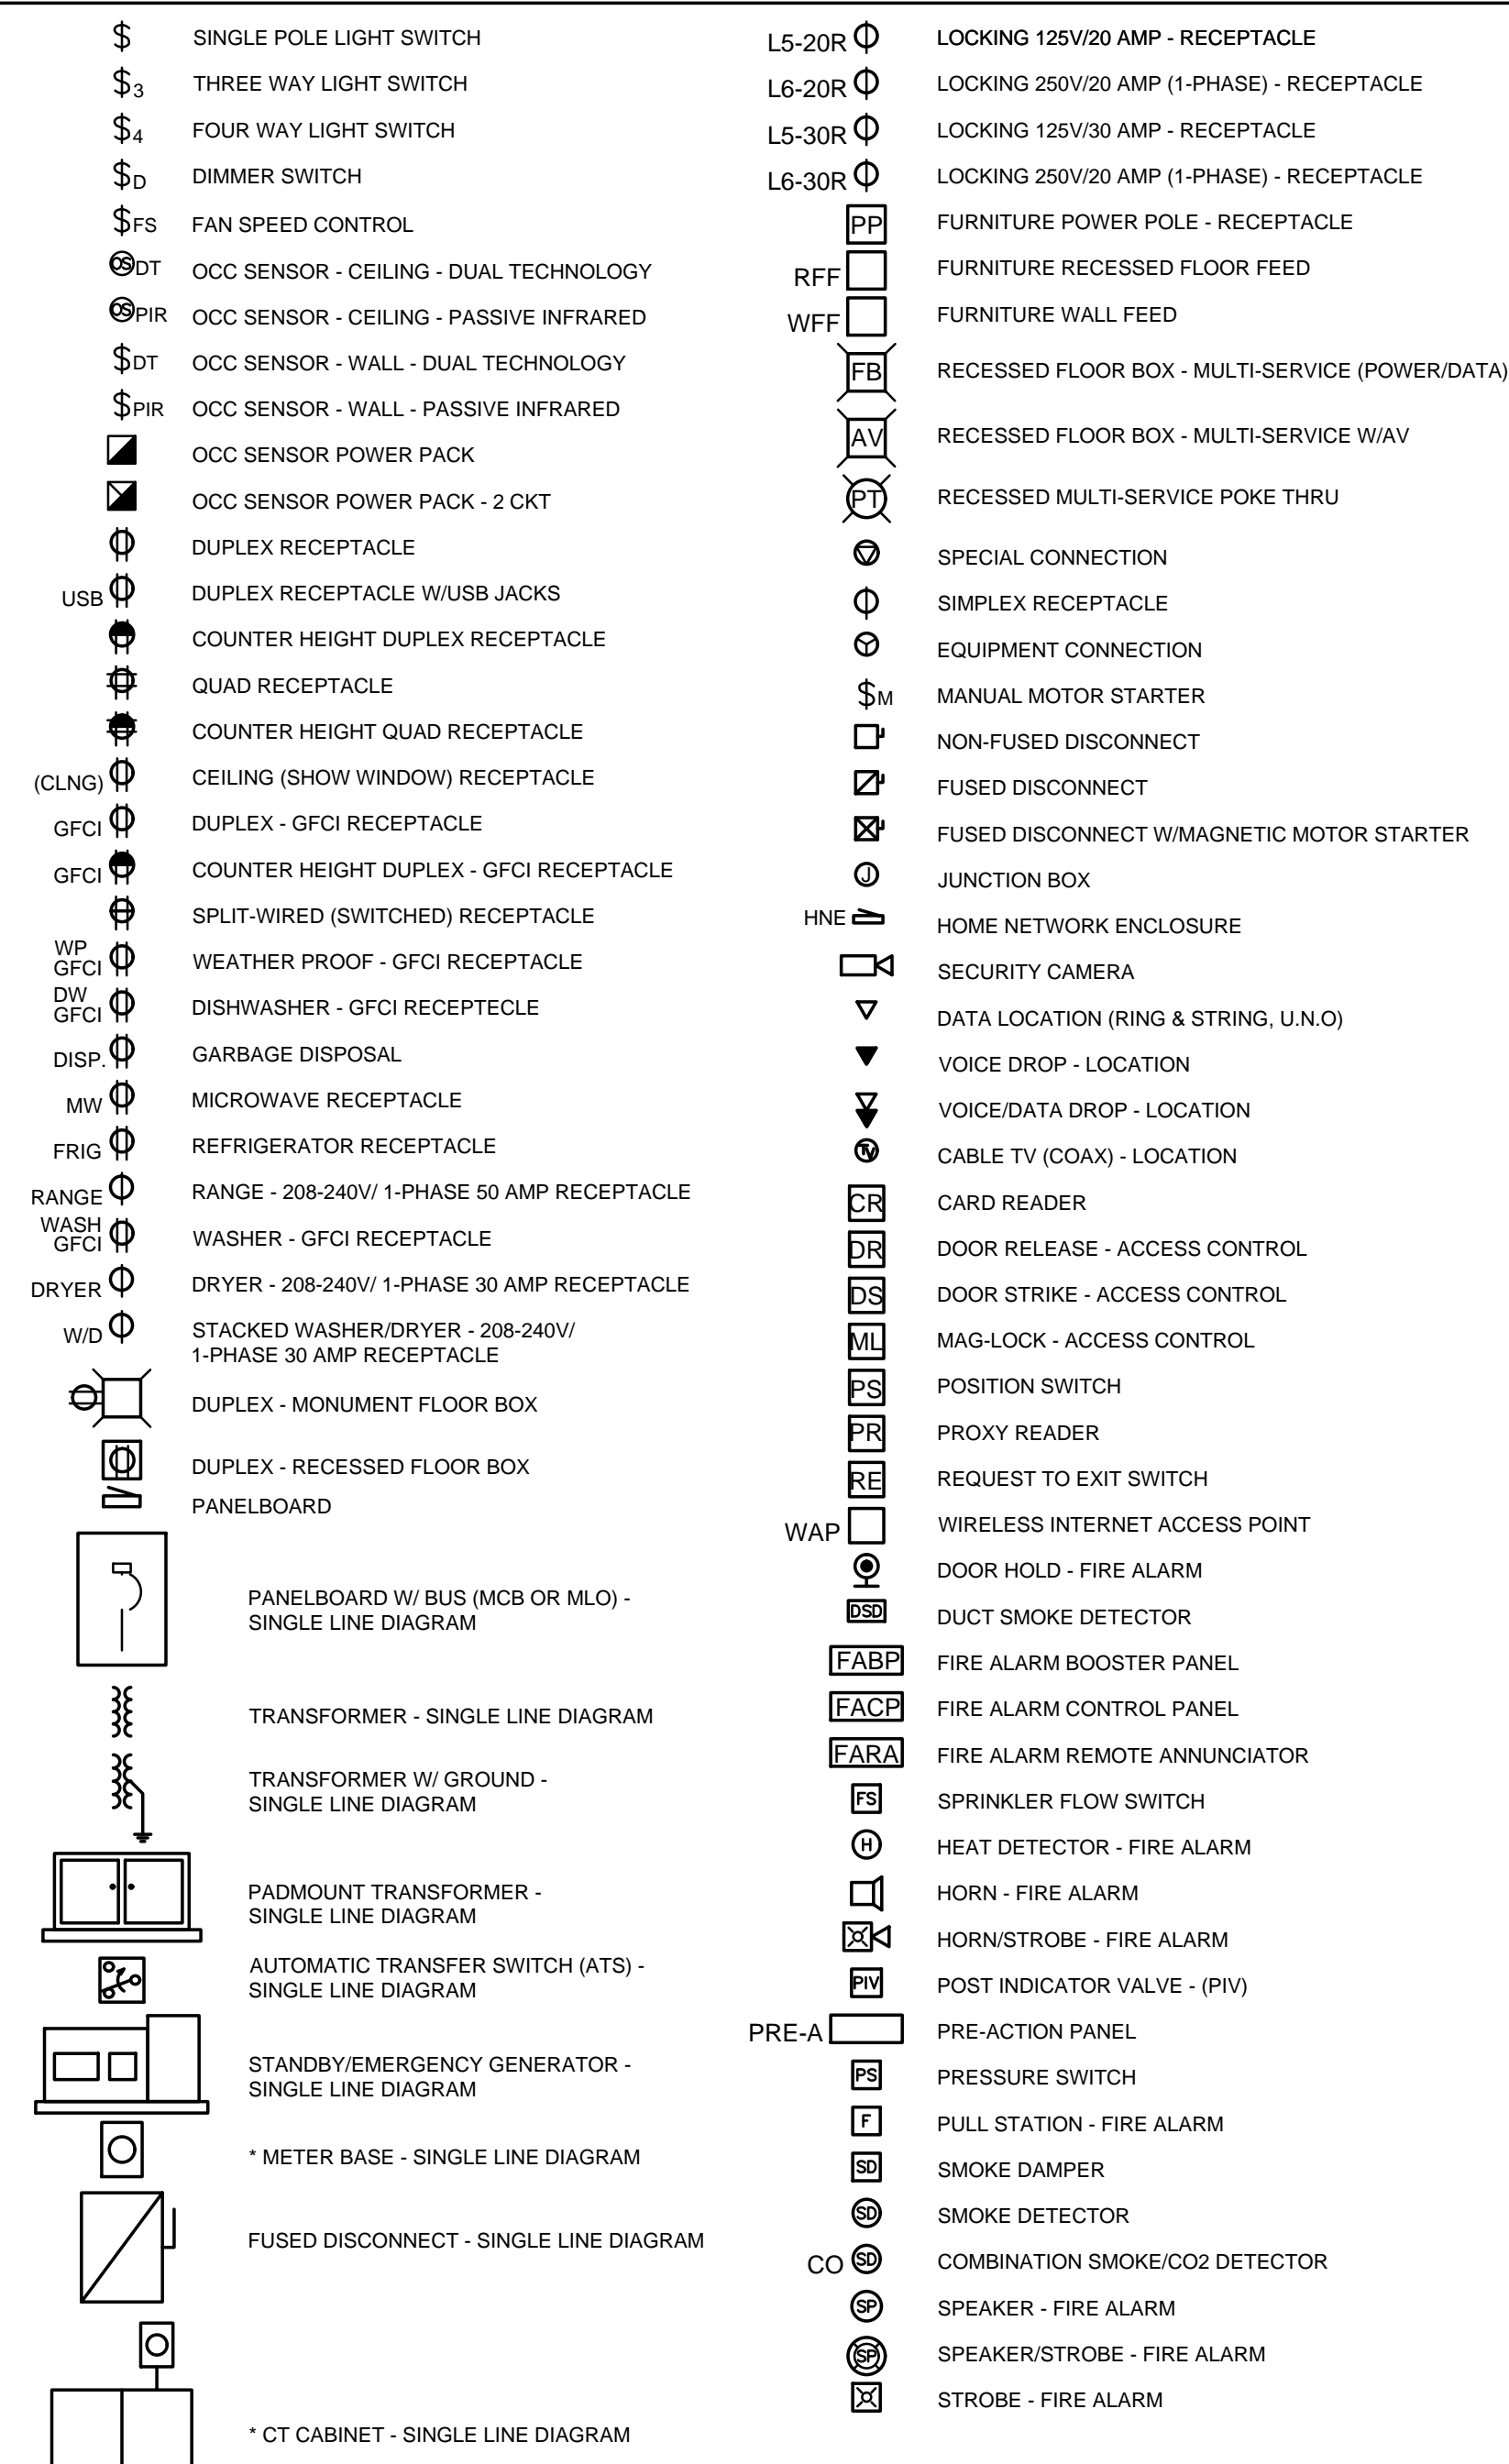 $ SINGLE POLE LIGHT SWITCH
$3 THREE WAY LIGHT SWITCH
$4 FOUR WAY LIGHT SWITCH
$D DIMMER SWITCH
$FS FAN SPEED CONTROL
OS DT OCC SENSOR - CEILING - DUAL TECHNOLOGY
OS PIR OCC SENSOR - CEILING - PASSIVE INFRARED
$DT OCC SENSOR - WALL - DUAL TECHNOLOGY
$PIR OCC SENSOR - WALL - PASSIVE INFRARED
OCC SENSOR POWER PACK
OCC SENSOR POWER PACK - 2 CKT
DUPLEX RECEPTACLE
USB DUPLEX RECEPTACLE W/USB JACKS
COUNTER HEIGHT DUPLEX RECEPTACLE
QUAD RECEPTACLE
COUNTER HEIGHT QUAD RECEPTACLE
(CLNG) CEILING (SHOW WINDOW) RECEPTACLE
GFCI DUPLEX - GFCI RECEPTACLE
GFCI COUNTER HEIGHT DUPLEX - GFCI RECEPTACLE
SPLIT-WIRED (SWITCHED) RECEPTACLE
WP
GFCI WEATHER PROOF - GFCI RECEPTACLE
DW
GFCI DISHWASHER - GFCI RECEPTECLE
DISP. GARBAGE DISPOSAL
MW MICROWAVE RECEPTACLE
FRIG REFRIGERATOR RECEPTACLE
RANGE RANGE - 208-240V/ 1-PHASE 50 AMP RECEPTACLE
WASH
GFCI WASHER - GFCI RECEPTACLE
DRYER DRYER - 208-240V/ 1-PHASE 30 AMP RECEPTACLE
W/D STACKED WASHER/DRYER - 208-240V/
1-PHASE 30 AMP RECEPTACLE
DUPLEX - MONUMENT FLOOR BOX
DUPLEX - RECESSED FLOOR BOX
PANELBOARD
PANELBOARD W/ BUS (MCB OR MLO) -
SINGLE LINE DIAGRAM
TRANSFORMER - SINGLE LINE DIAGRAM
TRANSFORMER W/ GROUND -
SINGLE LINE DIAGRAM
PADMOUNT TRANSFORMER -
SINGLE LINE DIAGRAM
AUTOMATIC TRANSFER SWITCH (ATS) -
SINGLE LINE DIAGRAM
STANDBY/EMERGENCY GENERATOR -
SINGLE LINE DIAGRAM
* METER BASE - SINGLE LINE DIAGRAM
FUSED DISCONNECT - SINGLE LINE DIAGRAM
* CT CABINET - SINGLE LINE DIAGRAM
L5-20R LOCKING 125V/20 AMP - RECEPTACLE
L6-20R LOCKING 250V/20 AMP (1-PHASE) - RECEPTACLE
L5-30R LOCKING 125V/30 AMP - RECEPTACLE
L6-30R LOCKING 250V/20 AMP (1-PHASE) - RECEPTACLE
PP FURNITURE POWER POLE - RECEPTACLE
RFF FURNITURE RECESSED FLOOR FEED
WFF FURNITURE WALL FEED
FB RECESSED FLOOR BOX - MULTI-SERVICE (POWER/DATA)
AV RECESSED FLOOR BOX - MULTI-SERVICE W/AV
PT RECESSED MULTI-SERVICE POKE THRU
SPECIAL CONNECTION
SIMPLEX RECEPTACLE
EQUIPMENT CONNECTION
$M MANUAL MOTOR STARTER
NON-FUSED DISCONNECT
FUSED DISCONNECT
FUSED DISCONNECT W/MAGNETIC MOTOR STARTER
J JUNCTION BOX
HNE HOME NETWORK ENCLOSURE
SECURITY CAMERA
DATA LOCATION (RING & STRING, U.N.O)
VOICE DROP - LOCATION
VOICE/DATA DROP - LOCATION
TV CABLE TV (COAX) - LOCATION
CR CARD READER
DR DOOR RELEASE - ACCESS CONTROL
DS DOOR STRIKE - ACCESS CONTROL
ML MAG-LOCK - ACCESS CONTROL
PS POSITION SWITCH
PR PROXY READER
RE REQUEST TO EXIT SWITCH
WAP WIRELESS INTERNET ACCESS POINT
DOOR HOLD - FIRE ALARM
DSD DUCT SMOKE DETECTOR
FABP FIRE ALARM BOOSTER PANEL
FACP FIRE ALARM CONTROL PANEL
FARA FIRE ALARM REMOTE ANNUNCIATOR
FS SPRINKLER FLOW SWITCH
H HEAT DETECTOR - FIRE ALARM
HORN - FIRE ALARM
HORN/STROBE - FIRE ALARM
PIV POST INDICATOR VALVE - (PIV)
PRE-A PRE-ACTION PANEL
PS PRESSURE SWITCH
F PULL STATION - FIRE ALARM
SD SMOKE DAMPER
SD SMOKE DETECTOR
CO SD COMBINATION SMOKE/CO2 DETECTOR
SP SPEAKER - FIRE ALARM
SP SPEAKER/STROBE - FIRE ALARM
STROBE - FIRE ALARM